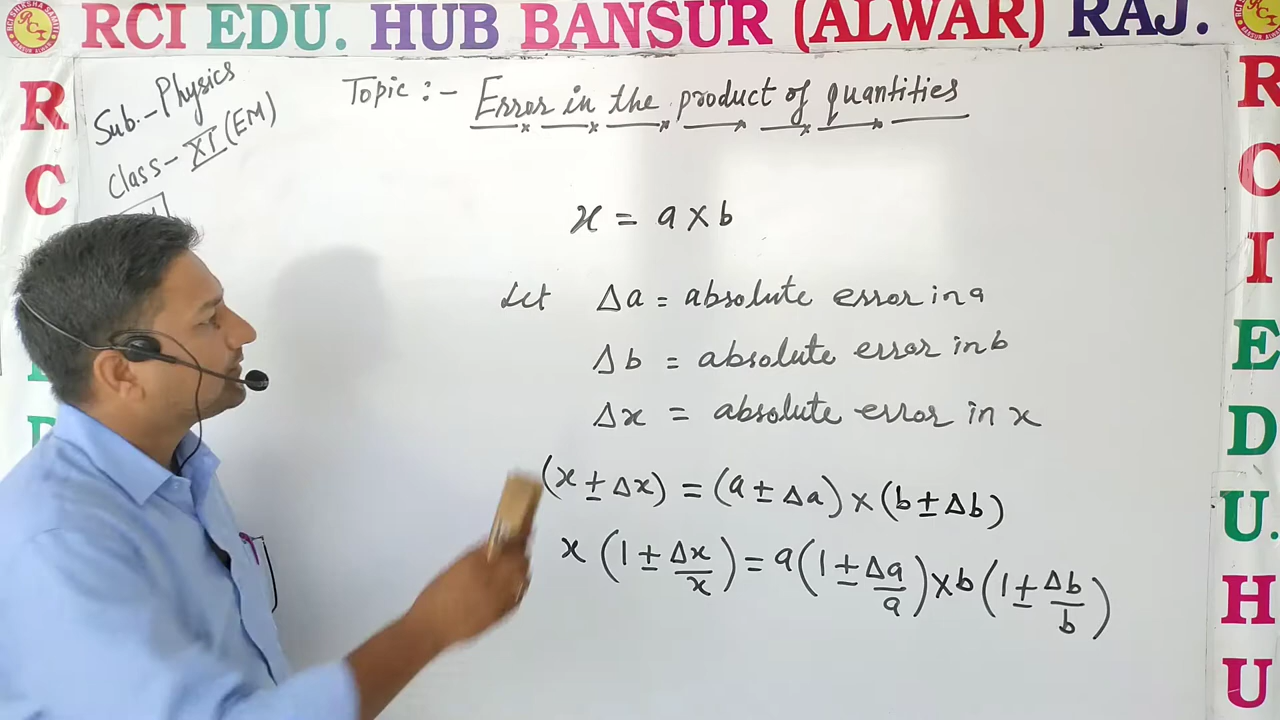 RCI EDU. HUB BANSUR (ALWAR) RAJ.
Sub.- Physics
Class- XI (EM)
Topic :- Error in the product of quantities
x = a × b
Let Δa = absolute error in a
Δb = absolute error in b
Δx = absolute error in x
(x ± Δx) = (a ± Δa) × (b ± Δb)
x (1 ± Δx/x) = a (1 ± Δa/a) × b (1 ± Δb/b)
R
C
R
C
I
E
D
U.
H
U